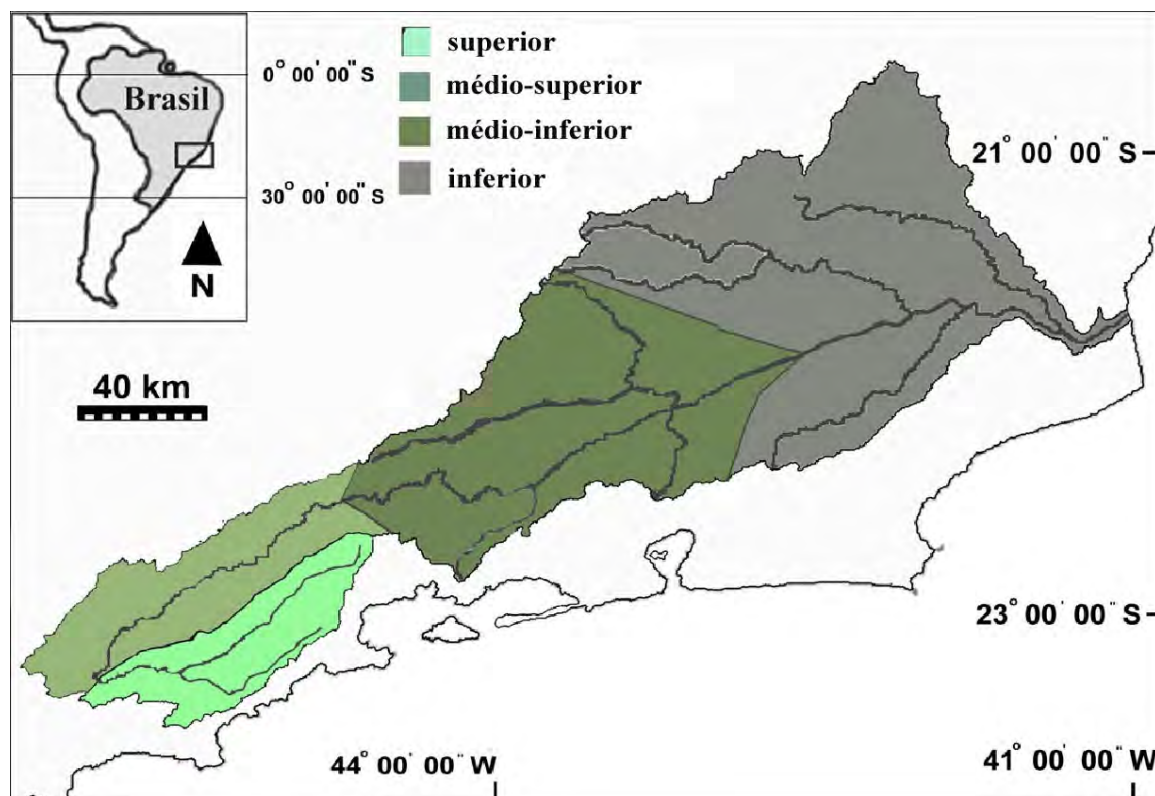 Brasil
0° 00' 00" S
30° 00' 00" S
N
superior
médio-superior
médio-inferior
inferior
40 km
21° 00' 00" S
23° 00' 00" S
44° 00' 00" W
41° 00' 00" W